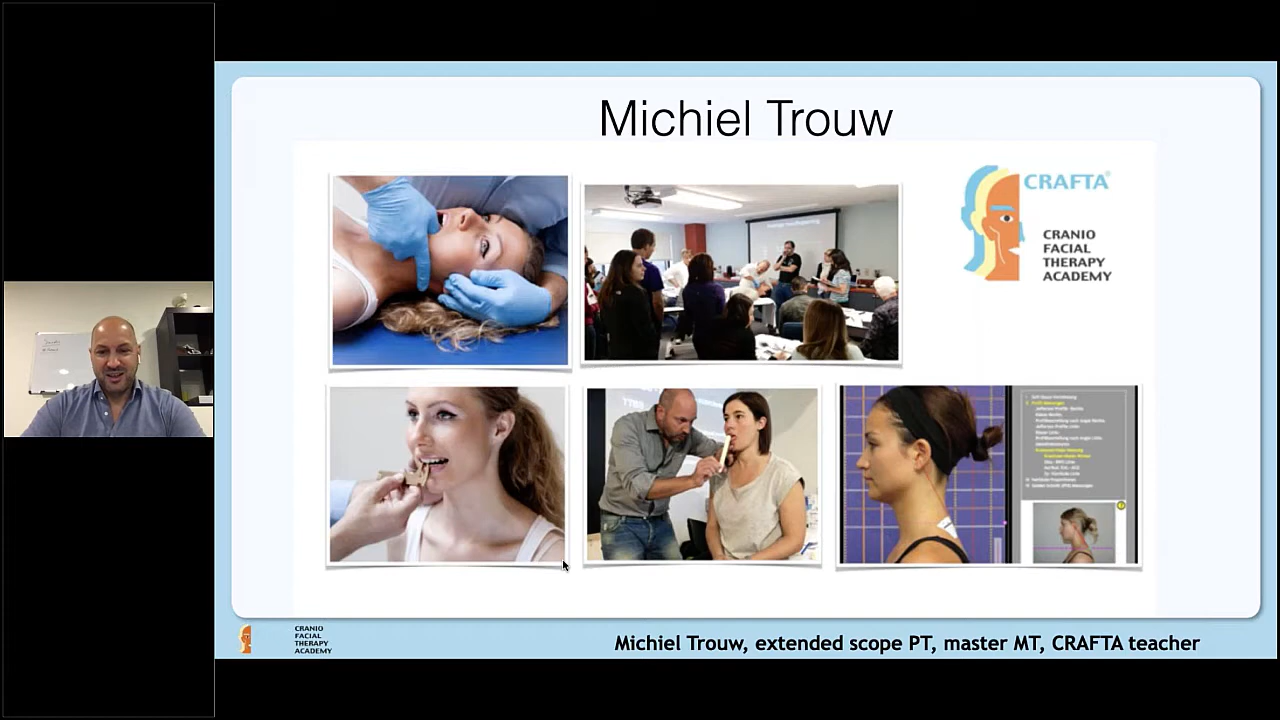 Michiel Trouw
CRAFTA®
CRANIO
FACIAL
THERAPY
ACADEMY
CRANIO
FACIAL
THERAPY
ACADEMY
Michiel Trouw, extended scope PT, master MT, CRAFTA teacher